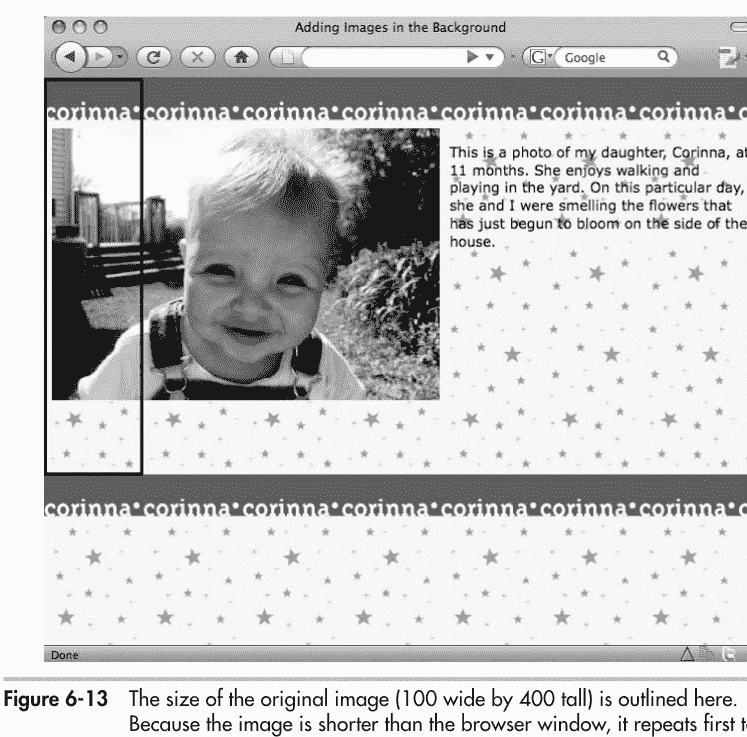 Adding Images in the Background
G Google
corinna•corinna•corinna•corinna•corinna•corinna•corinna•c
This is a photo of my daughter, Corinna, at
11 months. She enjoys walking and
playing in the yard. On this particular day,
she and I were smelling the flowers that
has just begun to bloom on the side of the
house.
corinna•corinna•corinna•corinna•corinna•corinna•corinna•c
Done
Figure 6-13 The size of the original image (100 wide by 400 tall) is outlined here.
Because the image is shorter than the browser window, it repeats first t